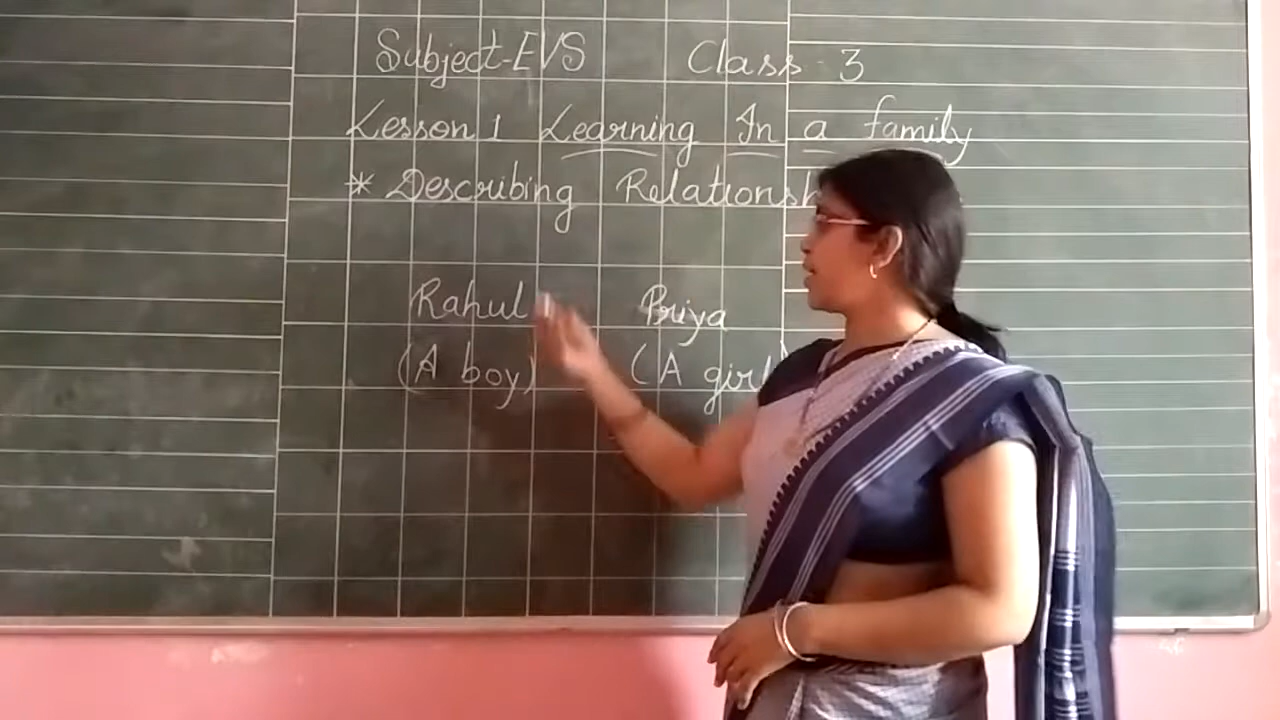 Subject-EVS Class - 3
Lesson 1 Learning In a family
* Describing Relationsh
Rahul Priya
(A boy) (A girl)